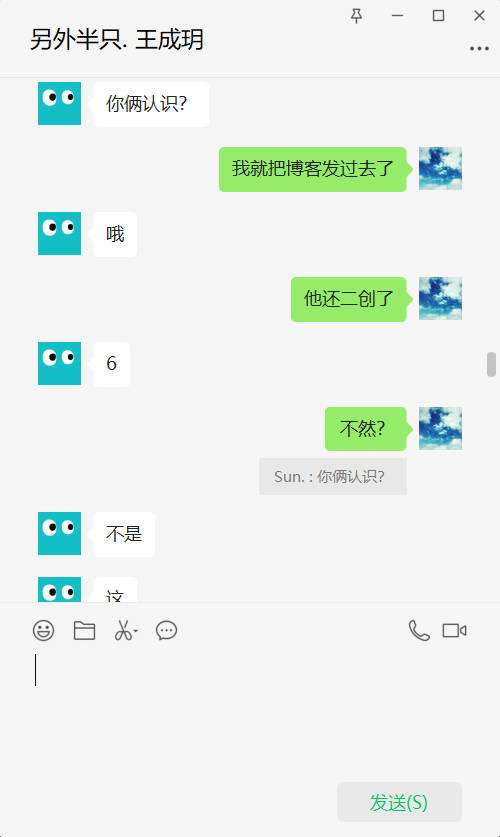 另外半只. 王成玥
你俩认识?
我就把博客发过去了
哦
他还二创了
6
不然?
Sun. : 你俩认识?
不是
这
发送(S)